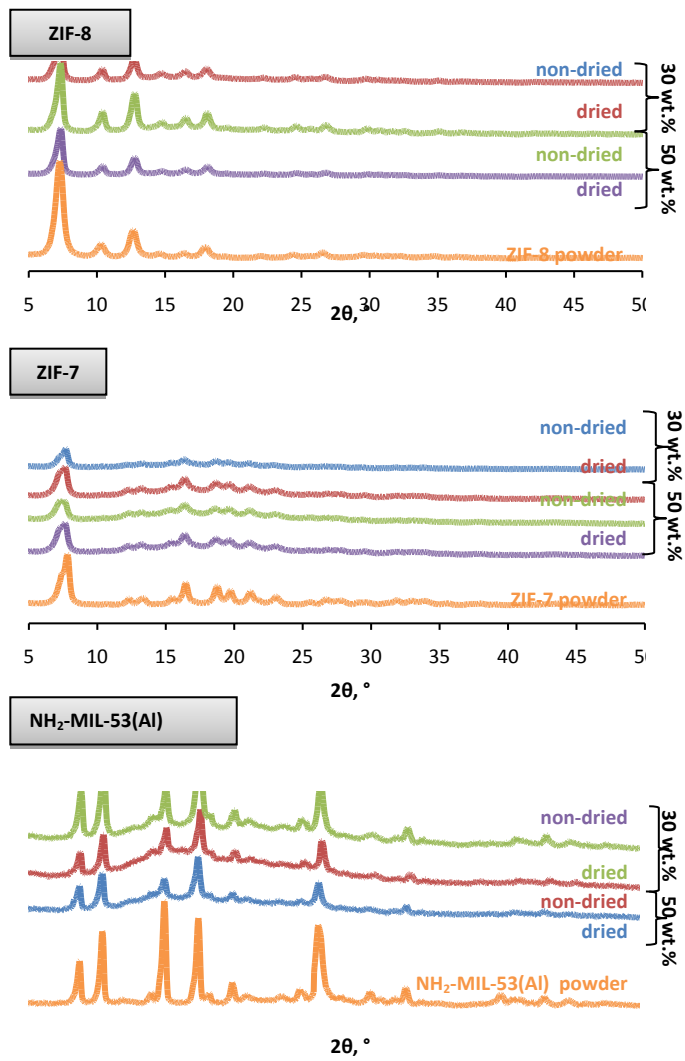 ZIF-8
non-dried
dried
non-dried
dried
30 wt.%
50 wt.%
ZIF-8 powder
5 10 15 20 25 30 35 40 45 50
2θ, °
ZIF-7
non-dried
dried
non-dried
dried
30 wt.%
50 wt.%
ZIF-7 powder
5 10 15 20 25 30 35 40 45 50
2θ, °
NH₂-MIL-53(Al)
non-dried
dried
non-dried
dried
30 wt.%
50 wt.%
NH₂-MIL-53(Al) powder
2θ, °